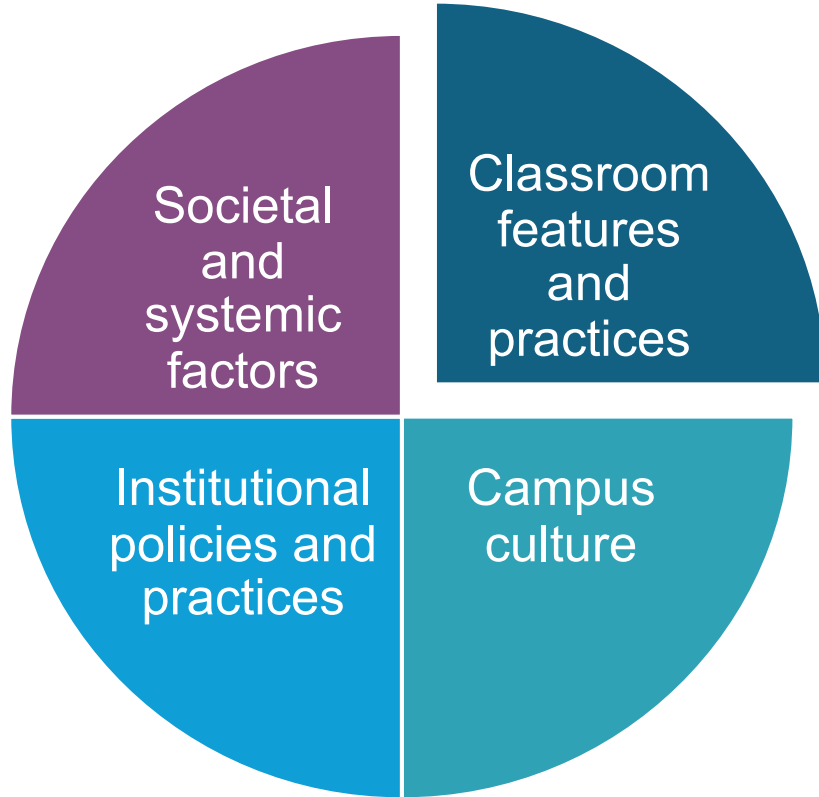 Societal
and
systemic
factors
Classroom
features
and
practices
Institutional
policies and
practices
Campus
culture